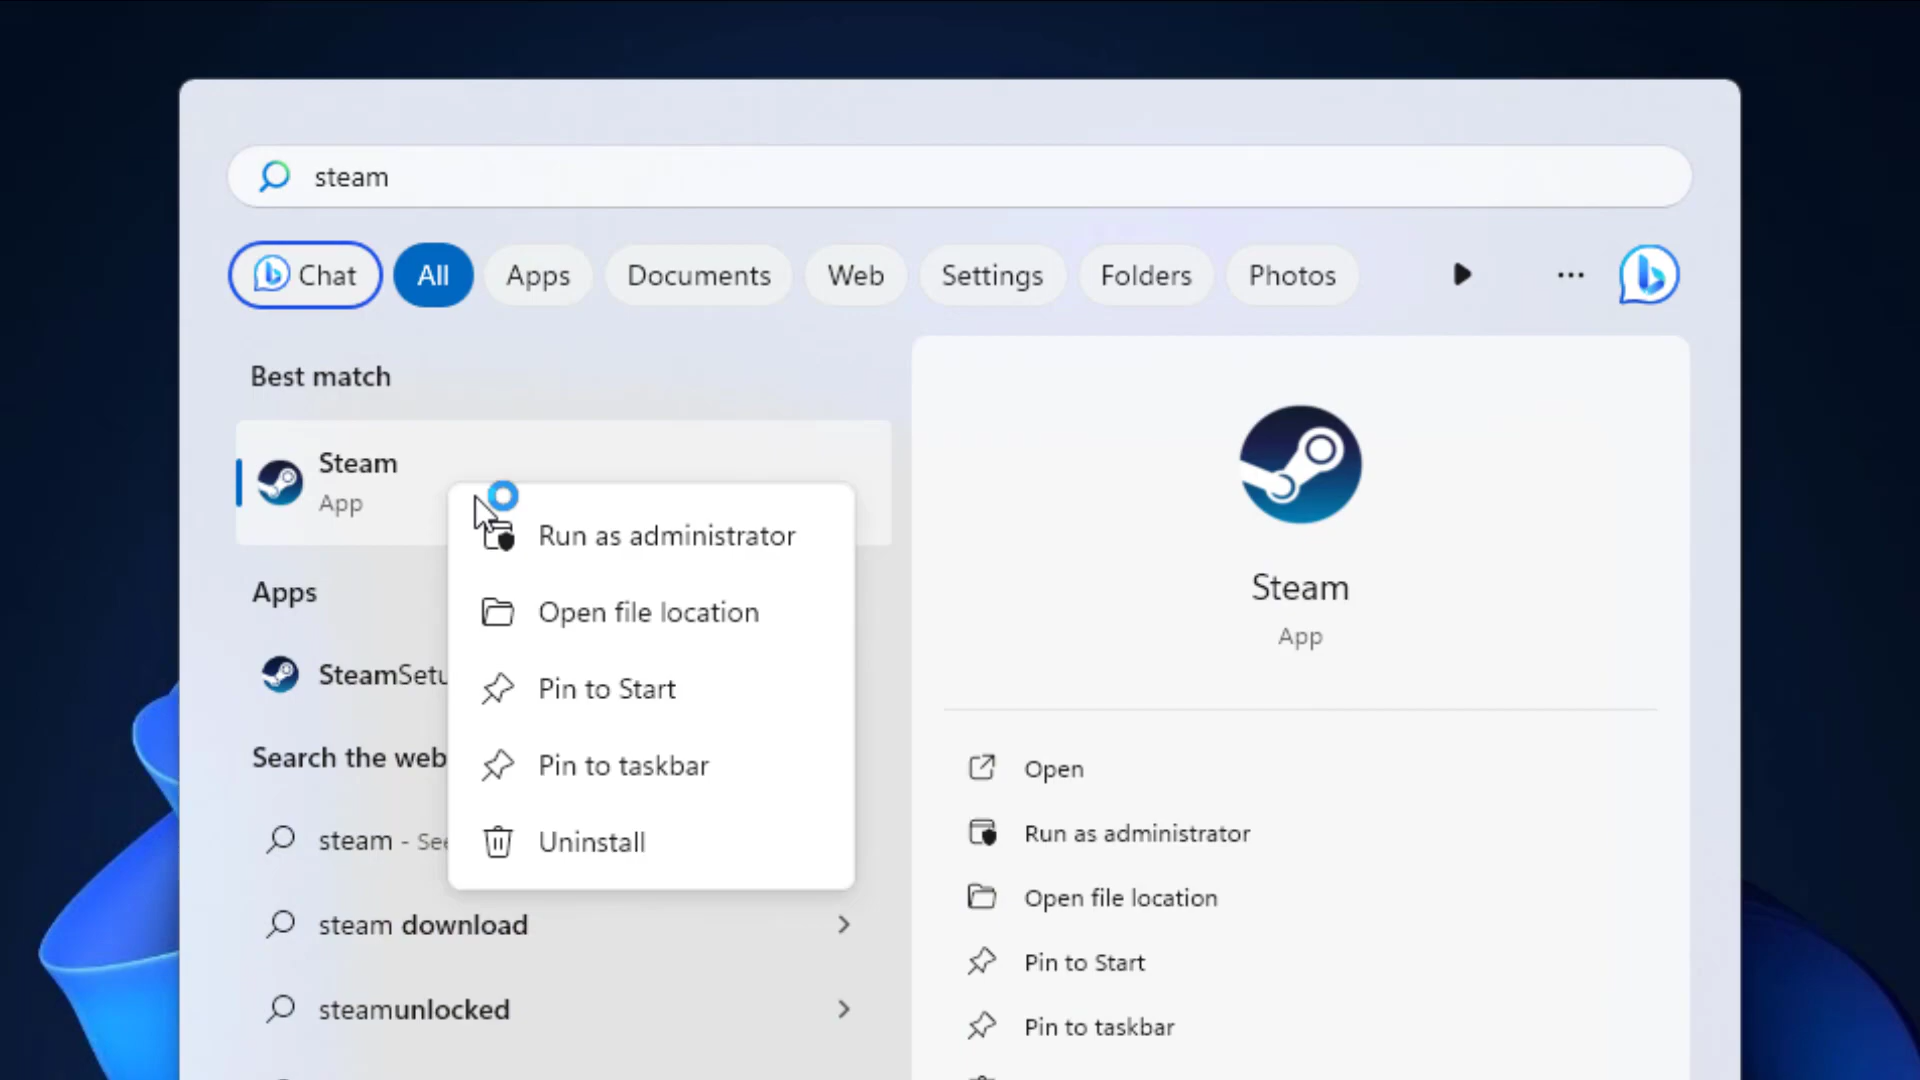 steam
Chat
All
Apps
Documents
Web
Settings
Folders
Photos
Best match
Steam
App
Apps
SteamSetu
Search the web
steam - See
steam download
steamunlocked
Run as administrator
Open file location
Pin to Start
Pin to taskbar
Uninstall
Steam
App
Open
Run as administrator
Open file location
Pin to Start
Pin to taskbar